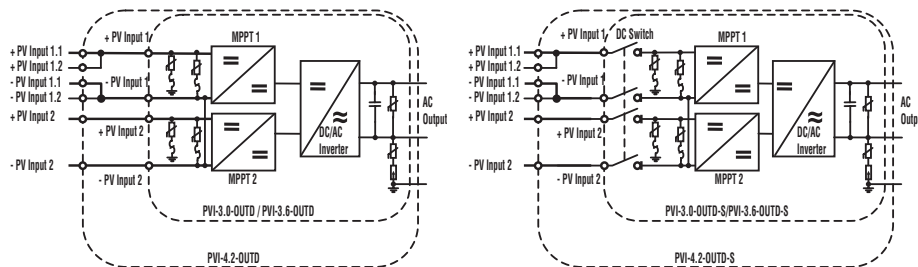 + PV Input 1.1
+ PV Input 1.2
- PV Input 1.1
- PV Input 1.2
+ PV Input 2
- PV Input 2
+ PV Input 1
- PV Input 1
+ PV Input 2
- PV Input 2
MPPT 1
MPPT 2
DC/AC
Inverter
AC
Output
PVI-3.0-OUTD / PVI-3.6-OUTD
PVI-4.2-OUTD
+ PV Input 1.1
+ PV Input 1.2
- PV Input 1.1
- PV Input 1.2
+ PV Input 2
- PV Input 2
+ PV Input 1
DC Switch
- PV Input 1
+ PV Input 2
- PV Input 2
MPPT 1
MPPT 2
DC/AC
Inverter
AC
Outpu
PVI-3.0-OUTD-S/PVI-3.6-OUTD-S
PVI-4.2-OUTD-S